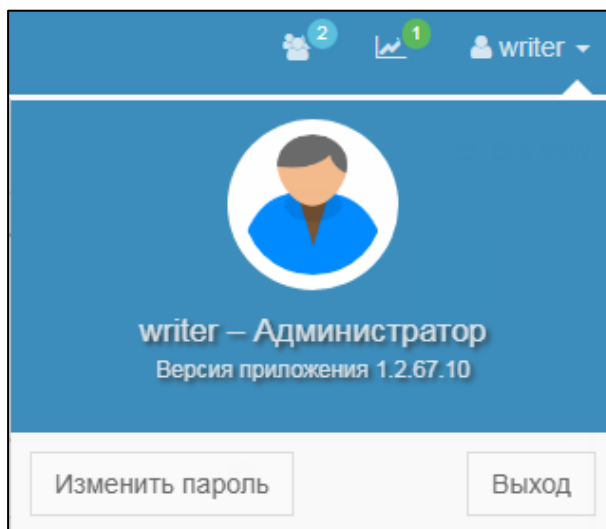 2 1 writer
writer – Администратор
Версия приложения 1.2.67.10
Изменить пароль Выход